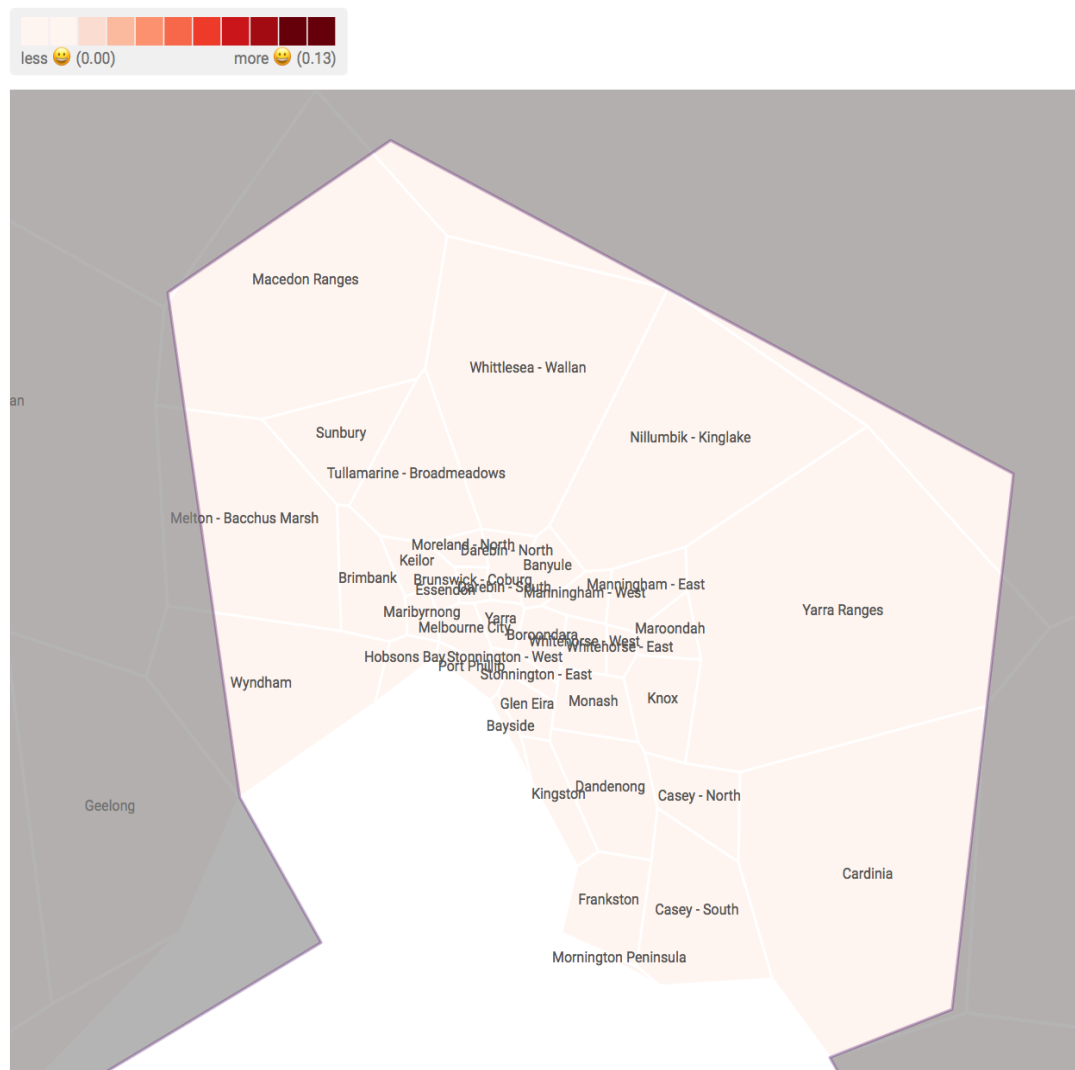 less 😀 (0.00) more 😀 (0.13)
Macedon Ranges
Whittlesea - Wallan
an
Sunbury
Nillumbik - Kinglake
Tullamarine - Broadmeadows
Melton - Bacchus Marsh
Moreland - North
Darebin - North
Keilor
Banyule
Brimbank
Brunswick - Coburg
Essendon
Darebin - South
Manningham - East
Manningham - West
Maribyrnong
Yarra Ranges
Yarra
Melbourne City
Maroondah
Boroondara
Whitehorse - West
Whitehorse - East
Hobsons Bay
Stonnington - West
Port Phillip
Stonnington - East
Wyndham
Glen Eira
Monash
Knox
Bayside
Dandenong
Kingston
Casey - North
Geelong
Cardinia
Frankston
Casey - South
Mornington Peninsula